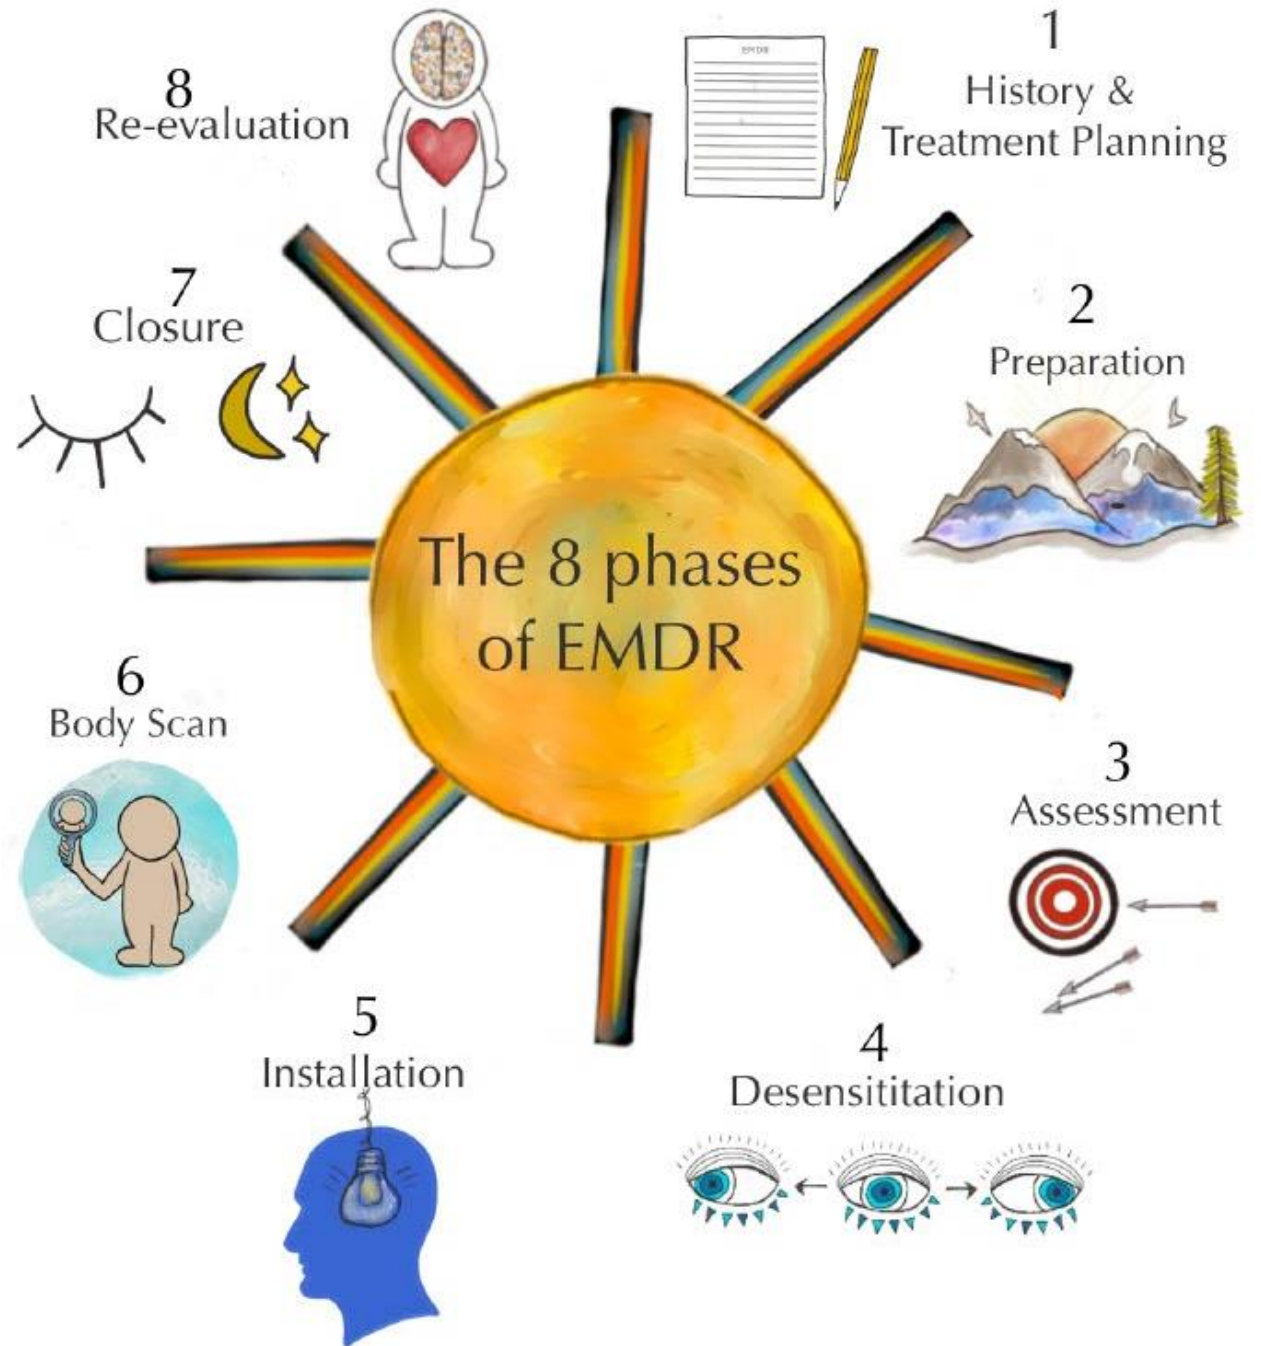 The 8 phases
of EMDR
1
History &
Treatment Planning
EMDR
2
Preparation
3
Assessment
4
Desensititation
5
Installation
6
Body Scan
7
Closure
8
Re-evaluation